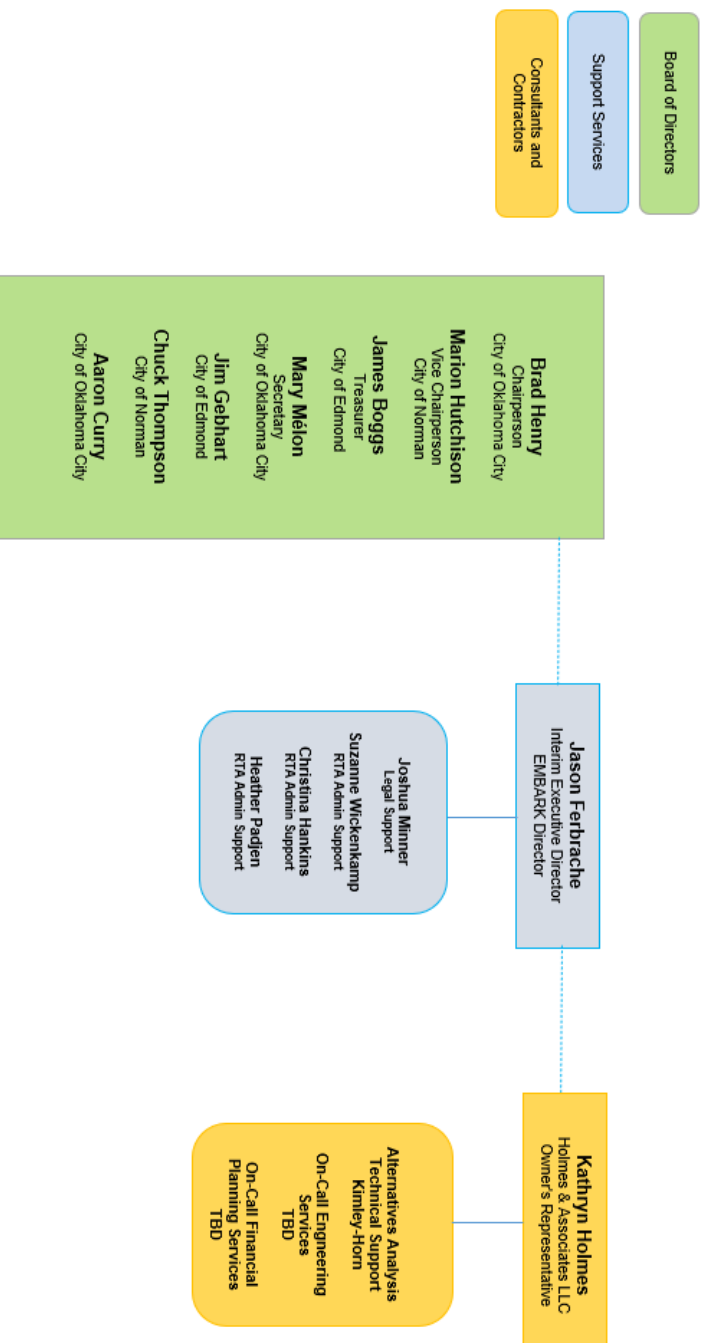 Board of Directors
Support Services
Consultants and
Contractors
Brad Henry
Chairperson
City of Oklahoma City
Marion Hutchison
Vice Chairperson
City of Norman
James Boggs
Treasurer
City of Edmond
Mary Mélon
Secretary
City of Oklahoma City
Jim Gebhart
City of Edmond
Chuck Thompson
City of Norman
Aaron Curry
City of Oklahoma City
Jason Ferbrache
Interim Executive Director
EMBARK Director
Joshua Minner
Legal Support
Suzanne Wickenkamp
RTA Admin Support
Christina Hankins
RTA Admin Support
Heather Padjen
RTA Admin Support
Kathryn Holmes
Holmes & Associates LLC
Owner's Representative
Alternatives Analysis
Technical Support
Kimley-Horn
On-Call Engneering
Services
TBD
On-Call Financial
Planning Services
TBD